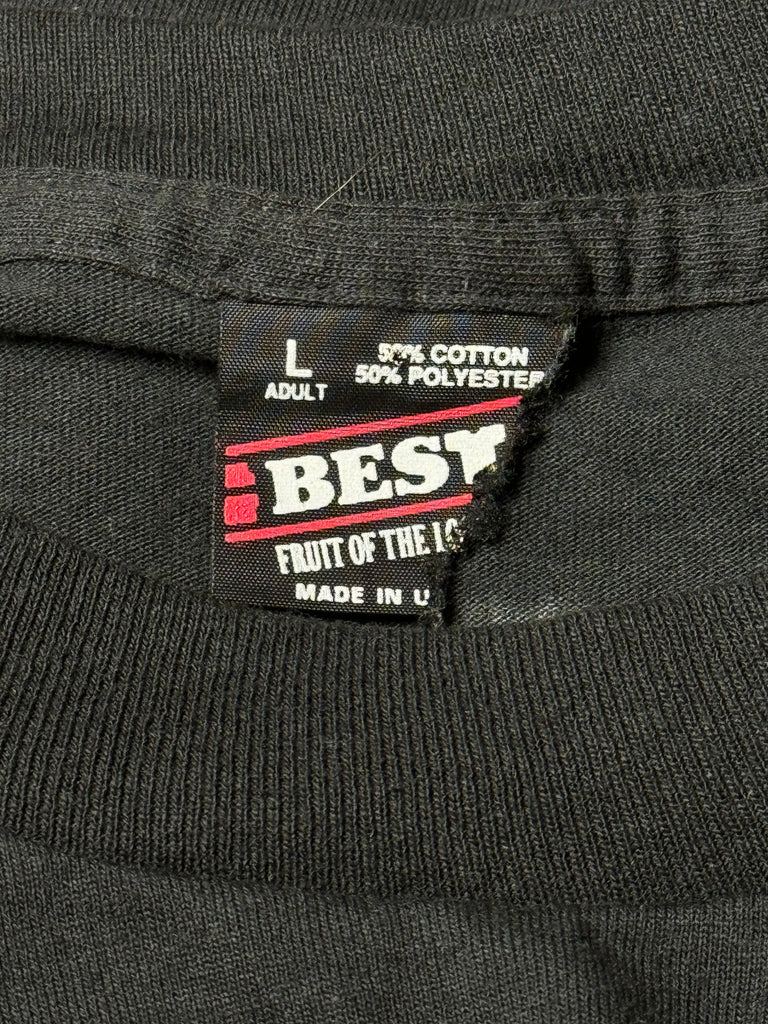 L
ADULT
50% COTTON
50% POLYESTER
BEST
FRUIT OF THE LO
MADE IN U